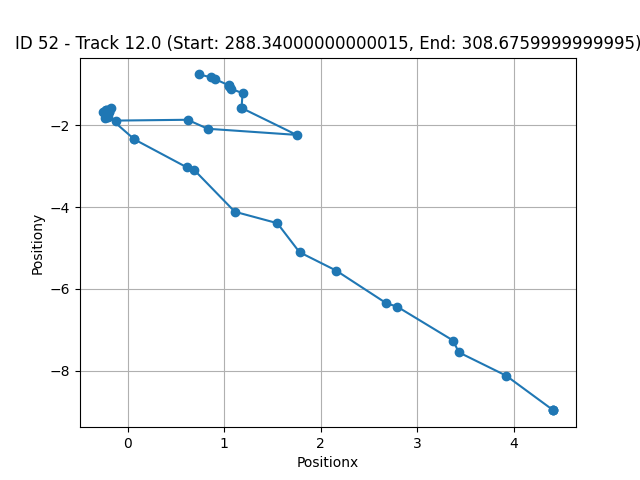 ID 52 - Track 12.0 (Start: 288.34000000000015, End: 308.6759999999995)
Positiony
−2
−4
−6
−8
0 1 2 3 4
Positionx